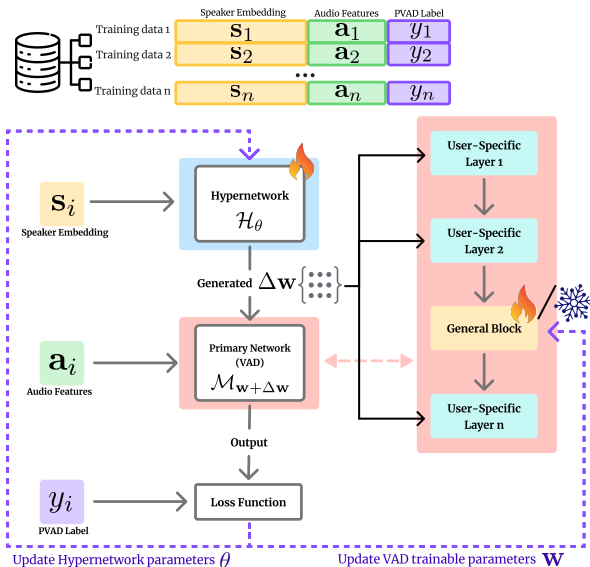 Speaker Embedding Audio Features PVAD Label
Training data 1 s₁ a₁ y₁
Training data 2 s₂ a₂ y₂
...
Training data n sₙ aₙ yₙ
Hypernetwork
ℋ_θ
sᵢ
Speaker Embedding
Generated Δw
Primary Network
(VAD)
ℳ_{w+Δw}
aᵢ
Audio Features
Output
yᵢ
PVAD Label
Loss Function
User-Specific
Layer 1
User-Specific
Layer 2
General Block
User-Specific
Layer n
Update Hypernetwork parameters θ
Update VAD trainable parameters w